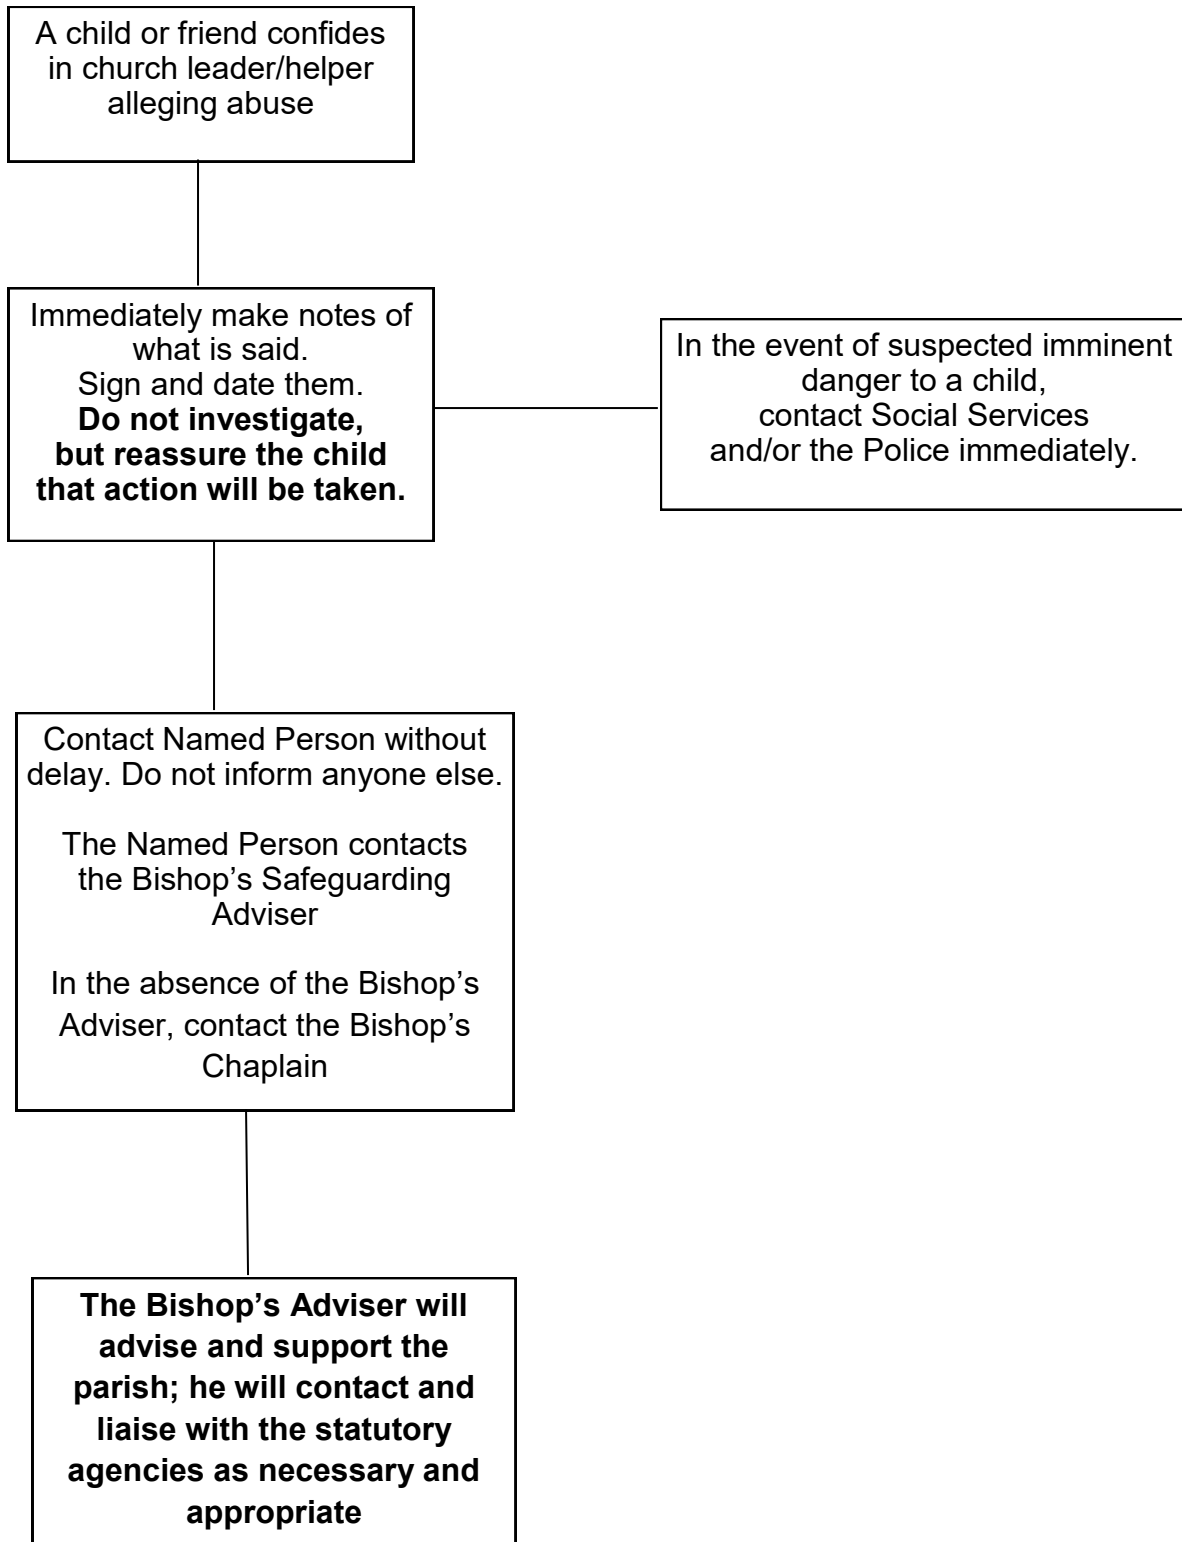 A child or friend confides
in church leader/helper
alleging abuse
Immediately make notes of
what is said.
Sign and date them.
Do not investigate,
but reassure the child
that action will be taken.
In the event of suspected imminent
danger to a child,
contact Social Services
and/or the Police immediately.
Contact Named Person without
delay. Do not inform anyone else.
The Named Person contacts
the Bishop’s Safeguarding
Adviser
In the absence of the Bishop’s
Adviser, contact the Bishop’s
Chaplain
The Bishop’s Adviser will
advise and support the
parish; he will contact and
liaise with the statutory
agencies as necessary and
appropriate